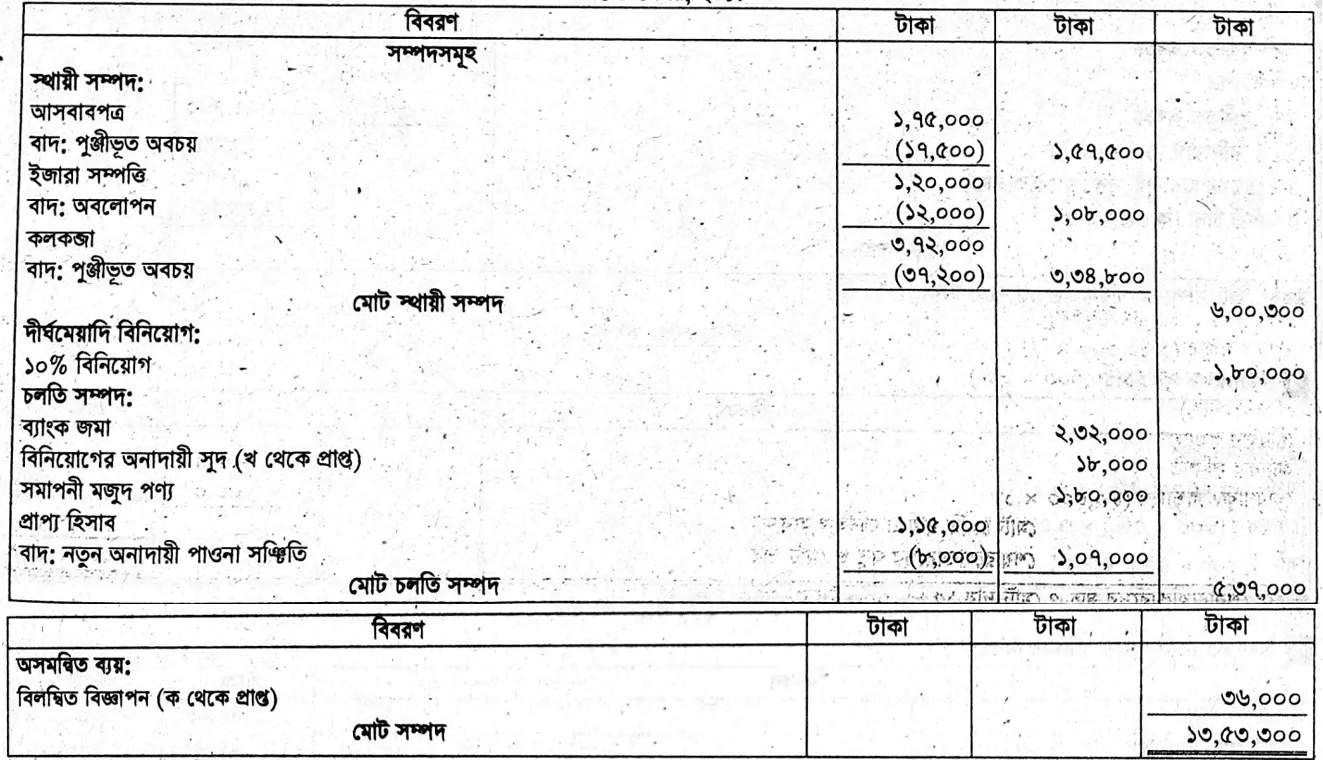 বিবরণ টাকা টাকা টাকা
সম্পদসমূহ
স্থায়ী সম্পদ:
আসবাবপত্র ১,৭৫,০০০
বাদ: পুঞ্জীভূত অবচয় (১৭,৫০০) ১,৫৭,৫০০
ইজারা সম্পত্তি ১,২০,০০০
বাদ: অবলোপন (১২,০০০) ১,০৮,০০০
কলকজা ৩,৭২,০০০
বাদ: পুঞ্জীভূত অবচয় (৩৭,২০০) ৩,৩৪,৮০০
মোট স্থায়ী সম্পদ ৬,০০,৩০০
দীর্ঘমেয়াদি বিনিয়োগ:
১০% বিনিয়োগ ১,৮০,০০০
চলতি সম্পদ:
ব্যাংক জমা ২,৩২,০০০
বিনিয়োগের অনাদায়ী সুদ (খ থেকে প্রাপ্ত) ১৮,০০০
সমাপনী মজুদ পণ্য ১,৮০,০০০
প্রাপ্য হিসাব ১,১৫,০০০
বাদ: নতুন অনাদায়ী পাওনা সঞ্চিতি (৮,০০০) ১,০৭,০০০
মোট চলতি সম্পদ ৫,৩৭,০০০
বিবরণ টাকা টাকা টাকা
অসমন্বিত ব্যয়:
বিলম্বিত বিজ্ঞাপন (ক থেকে প্রাপ্ত) ৩৬,০০০
মোট সম্পদ ১৩,৫৩,৩০০